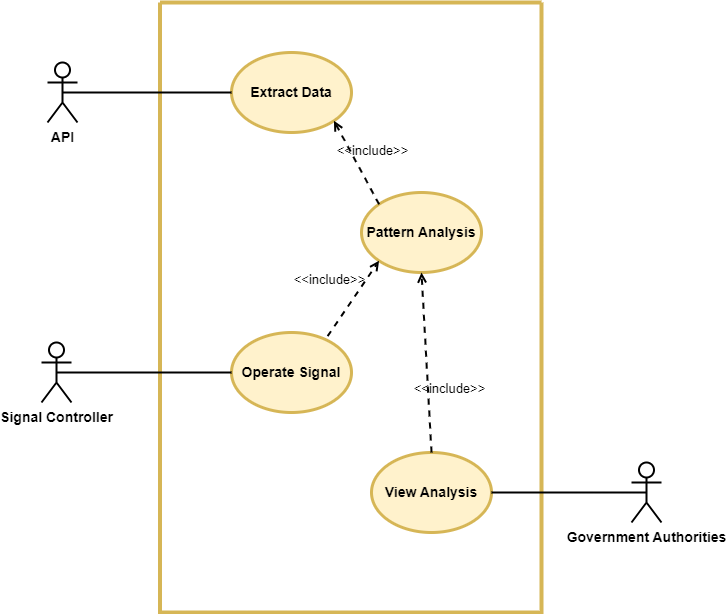 Extract Data
API
<<include>>
Pattern Analysis
<<include>>
Operate Signal
<<include>>
Signal Controller
View Analysis
Government Authorities